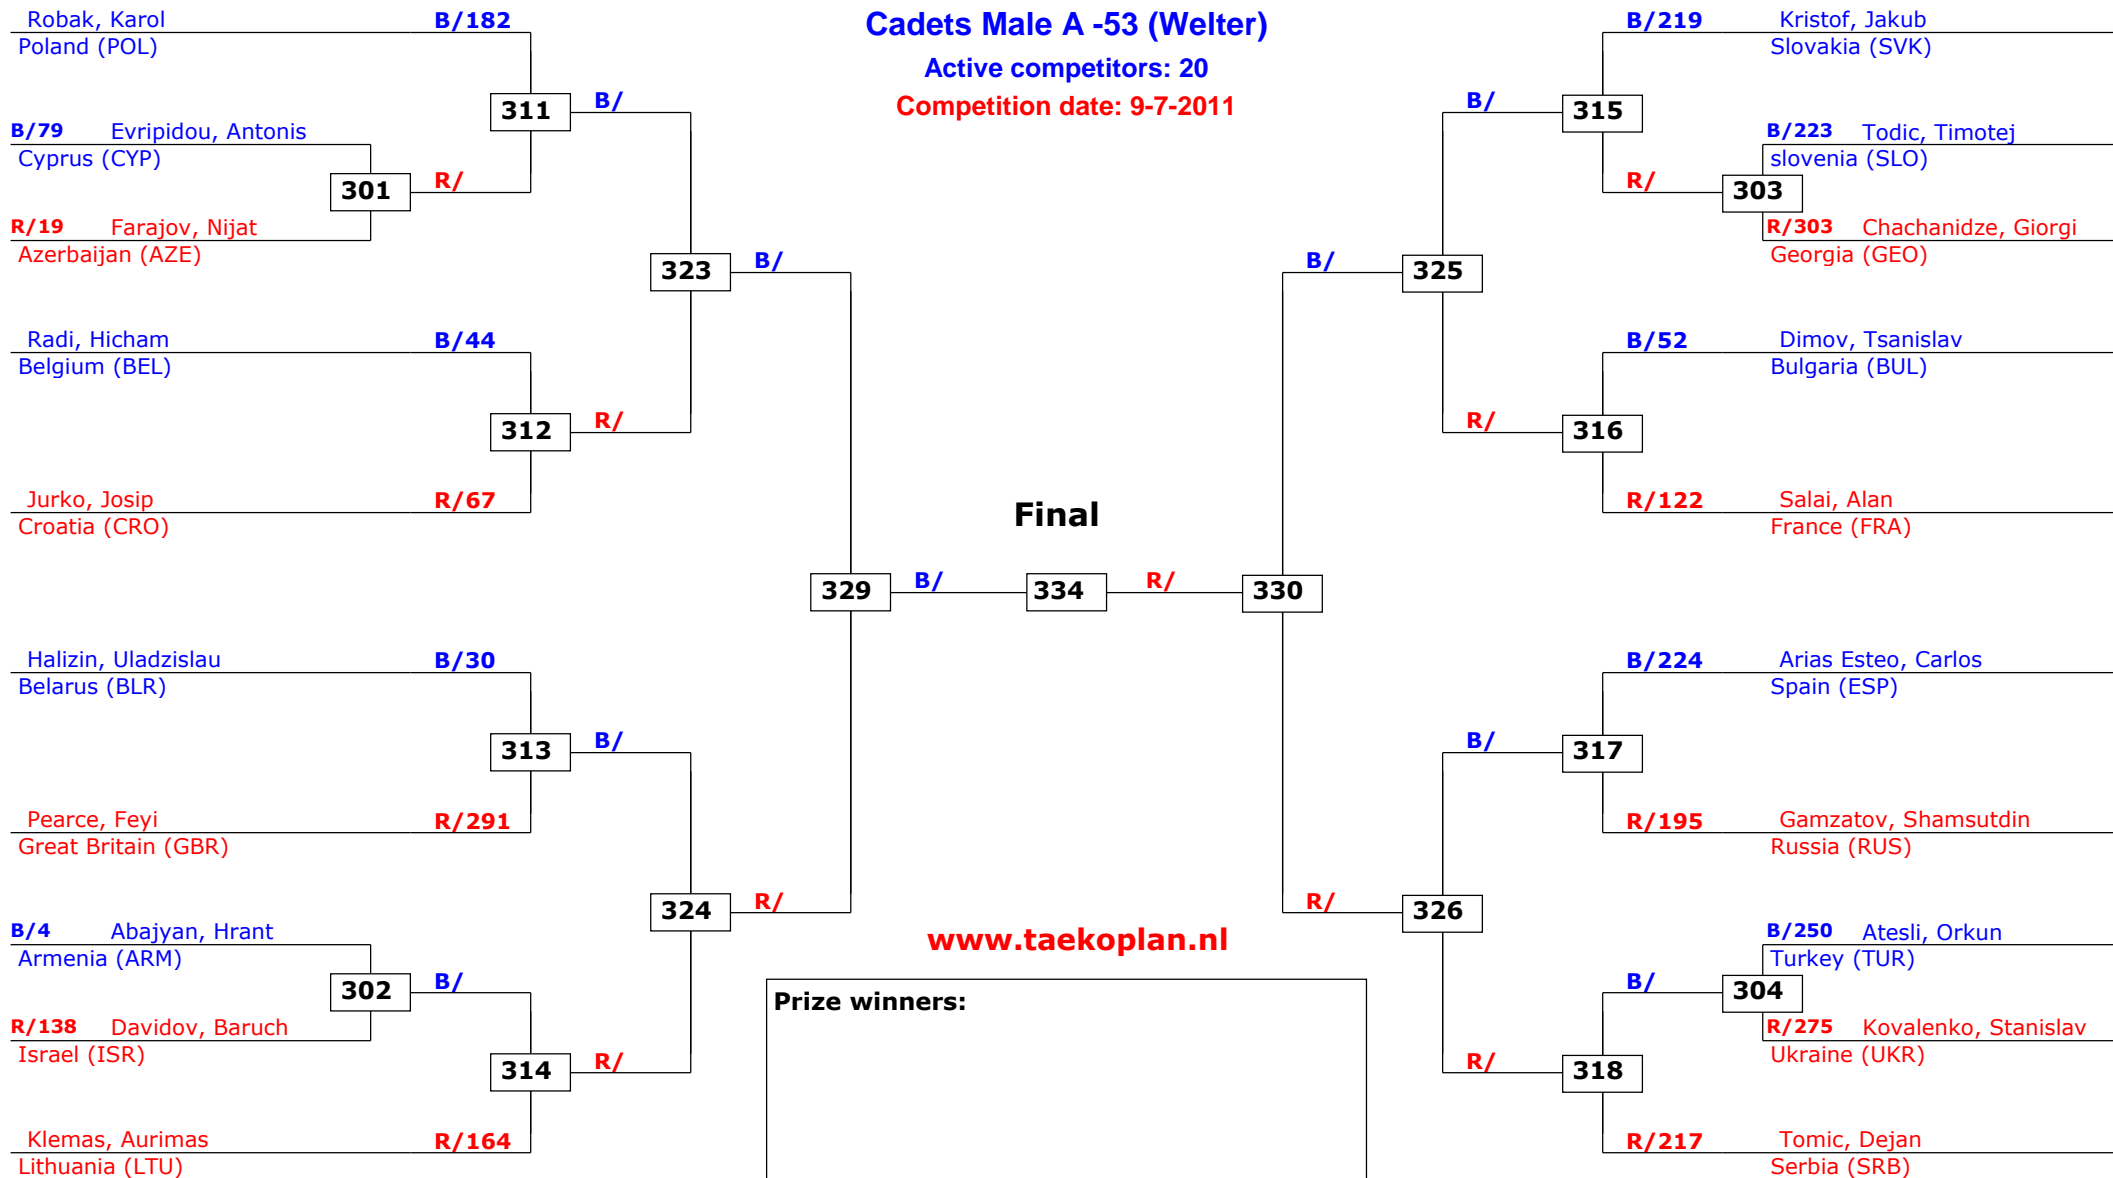 Cadets Male A -53 (Welter)
Active competitors: 20
Competition date: 9-7-2011
Robak, Karol B/182
Poland (POL)
311 B/
B/79 Evripidou, Antonis
Cyprus (CYP)
301 R/
R/19 Farajov, Nijat
Azerbaijan (AZE)
323 B/
Radi, Hicham B/44
Belgium (BEL)
312 R/
Jurko, Josip R/67
Croatia (CRO)
329 B/
Halizin, Uladzislau B/30
Belarus (BLR)
313 B/
Pearce, Feyi R/291
Great Britain (GBR)
324 R/
B/4 Abajyan, Hrant
Armenia (ARM)
302 B/
R/138 Davidov, Baruch
Israel (ISR)
314 R/
Klemas, Aurimas R/164
Lithuania (LTU)
Final
334
B/219 Kristof, Jakub
Slovakia (SVK)
B/ 315
B/223 Todic, Timotej
slovenia (SLO)
R/ 303
R/303 Chachanidze, Giorgi
Georgia (GEO)
B/ 325
B/52 Dimov, Tsanislav
Bulgaria (BUL)
R/ 316
R/122 Salai, Alan
France (FRA)
R/ 330
B/224 Arias Esteo, Carlos
Spain (ESP)
B/ 317
R/195 Gamzatov, Shamsutdin
Russia (RUS)
R/ 326
B/250 Atesli, Orkun
Turkey (TUR)
B/ 304
R/275 Kovalenko, Stanislav
Ukraine (UKR)
R/ 318
R/217 Tomic, Dejan
Serbia (SRB)
www.taekoplan.nl
Prize winners: